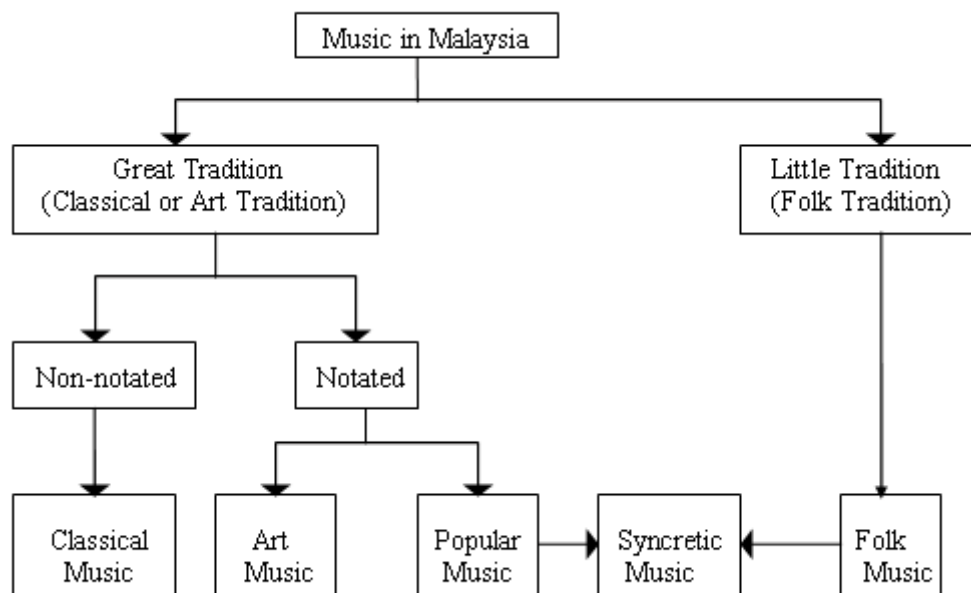 Music in Malaysia
Great Tradition
(Classical or Art Tradition)
Little Tradition
(Folk Tradition)
Non-notated
Notated
Classical
Music
Art
Music
Popular
Music
Syncretic
Music
Folk
Music